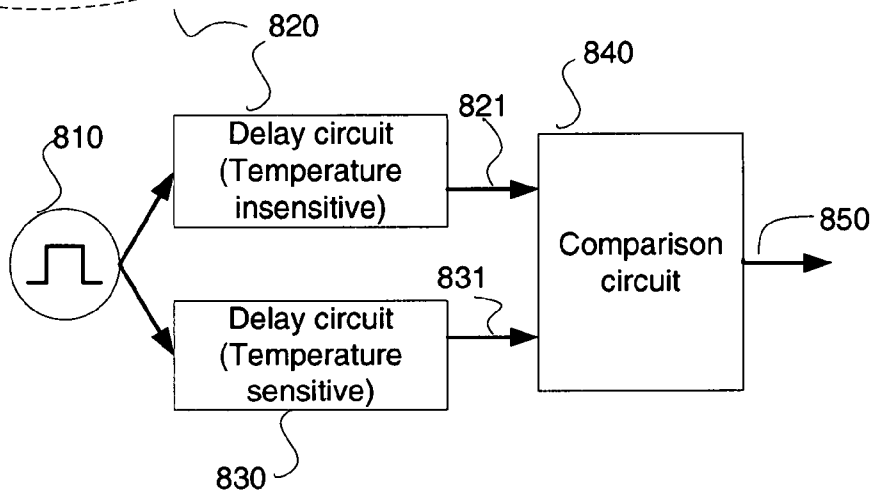 820
840
821
810
Delay circuit
(Temperature
insensitive)
850
Comparison
circuit
831
Delay circuit
(Temperature
sensitive)
830